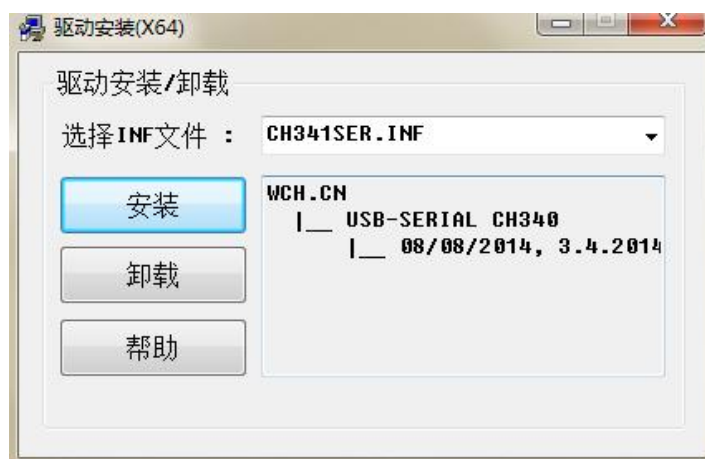 驱动安装(X64)
驱动安装/卸载
选择INF文件 : CH341SER.INF
安装
WCH.CN
|__ USB-SERIAL CH340
|__ 08/08/2014, 3.4.2014
卸载
帮助